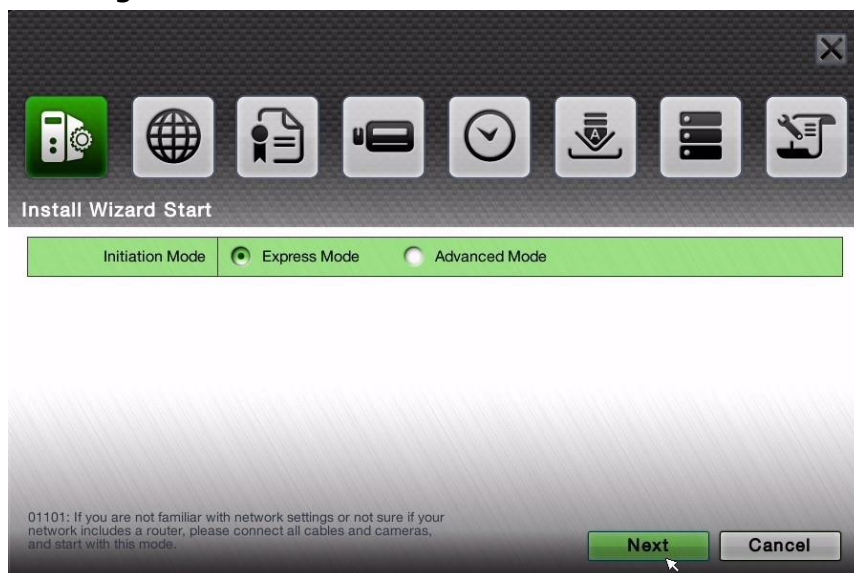 Install Wizard Start
Initiation Mode Express Mode Advanced Mode
01101: If you are not familiar with network settings or not sure if your
network includes a router, please connect all cables and cameras,
and start with this mode.
Next Cancel